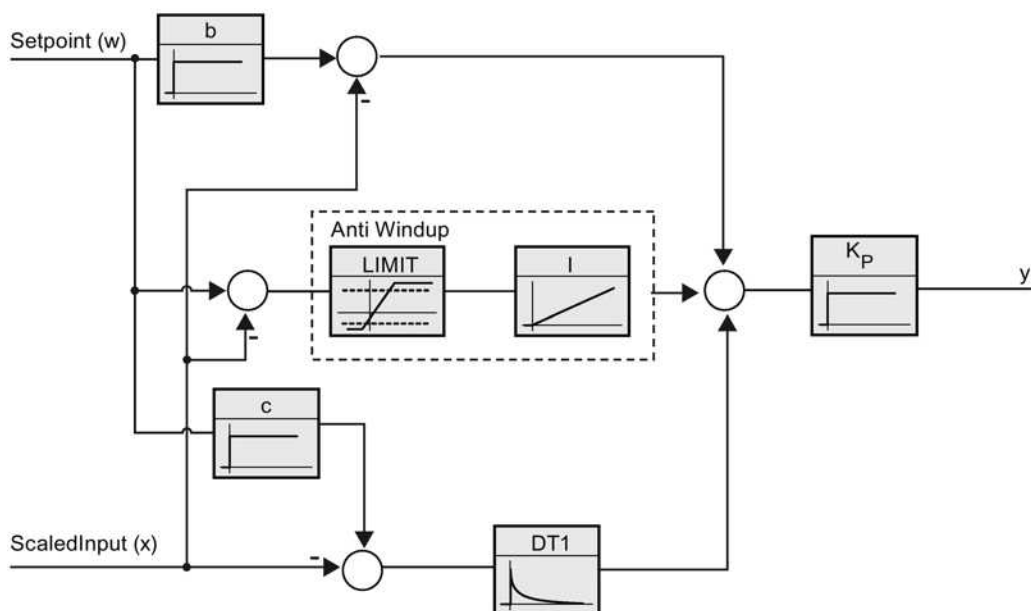 Setpoint (w)
b
-
Anti Windup
LIMIT
I
K_P
y
-
c
ScaledInput (x)
-
DT1